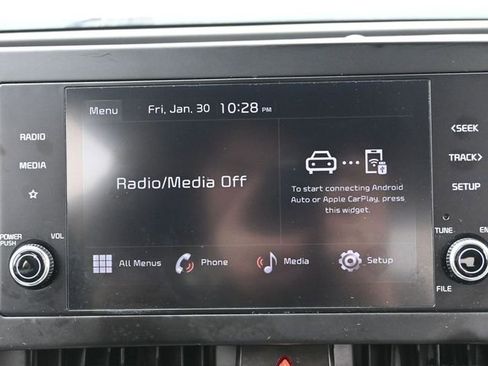 Menu Fri, Jan. 30 10:28 PM
RADIO
MEDIA
☆
POWER PUSH VOL
Radio/Media Off
To start connecting Android
Auto or Apple CarPlay, press
this widget.
All Menus Phone Media Setup
<SEEK
TRACK>
SETUP
TUNE
FILE